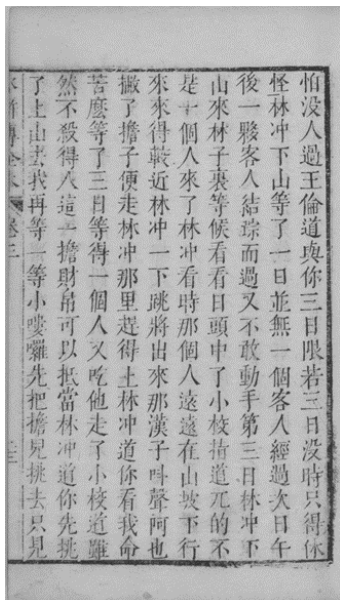 怕没人過王倫道與你三日限若三日没時只得休
怪林冲下山等了一日並無一個客人經過次日午
後一夥客人結踪而過又不敢動手第三日林冲下
山來林子裏等候看看日頭中了小校指道兀的不
是一個人來了林冲看時那個人遠遠在山坡下行
來來得較近林冲一下跳將出來那漢子叫聲阿也
撇了擔子便走林冲那里趕得上林冲道你看我命
苦麽等了三日等得一個人又吃他走了小校道雖
然不殺得人這一擔財帛可以抵當林冲道你先挑
了上山去我再等一等小嘍囉先把擔兒挑去只見
傳全 卷三